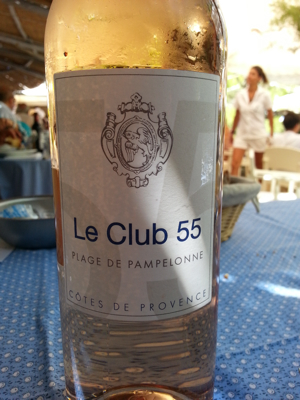 Le Club 55
PLAGE DE PAMPELONNE
CÔTES DE PROVENCE